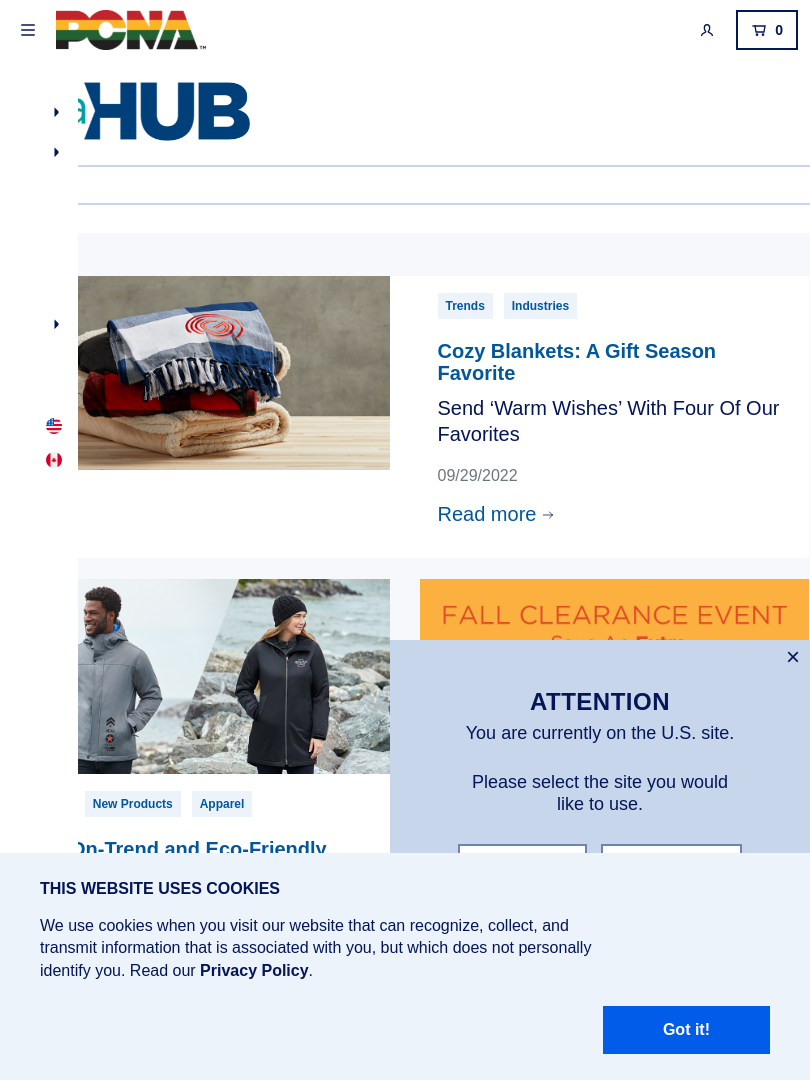 PCNA™
0
a HUB
Trends
Industries
Cozy Blankets: A Gift Season
Favorite
Send ‘Warm Wishes’ With Four Of Our
Favorites
09/29/2022
Read more
FALL CLEARANCE EVENT
New Products
Apparel
On-Trend and Eco-Friendly
ATTENTION
You are currently on the U.S. site.
Please select the site you would
like to use.
THIS WEBSITE USES COOKIES
We use cookies when you visit our website that can recognize, collect, and
transmit information that is associated with you, but which does not personally
identify you. Read our Privacy Policy.
Got it!